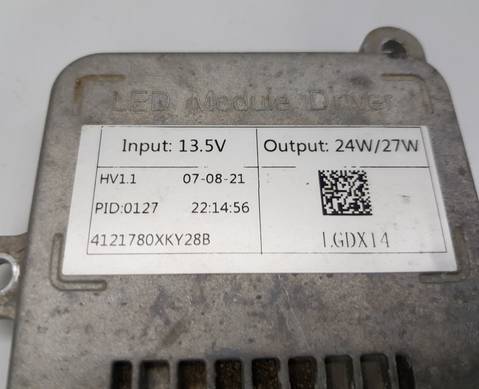 LED Module Driver
Input: 13.5V
Output: 24W/27W
HV1.1 07-08-21
PID:0127 22:14:56
4121780XKY28B
LGDX14